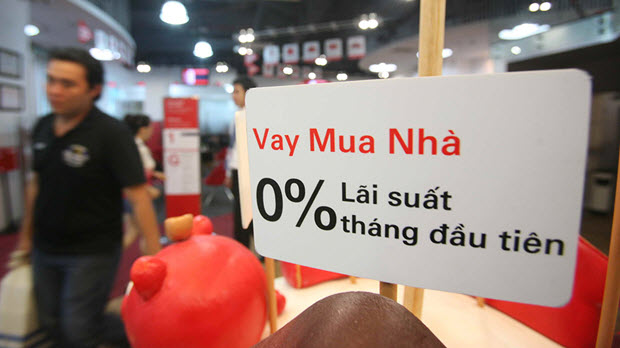 Vay Mua Nhà
0% Lãi suất
tháng đầu tiên